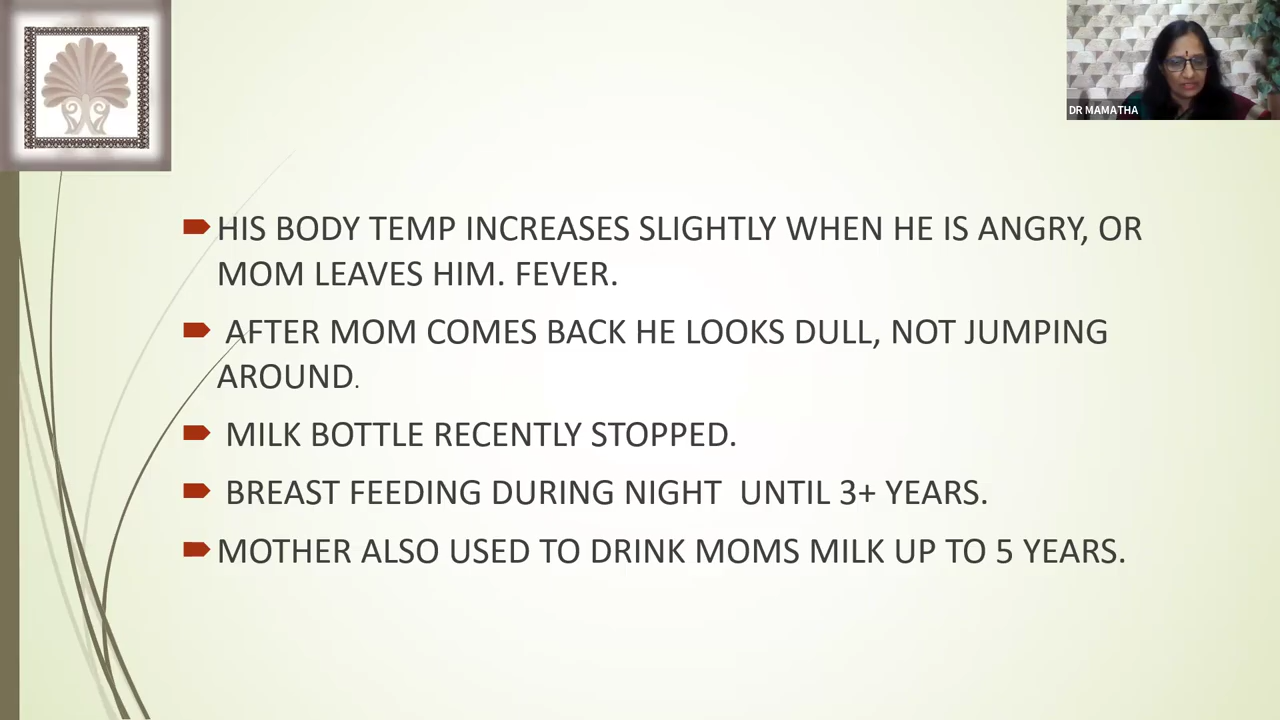 DR MAMATHA
HIS BODY TEMP INCREASES SLIGHTLY WHEN HE IS ANGRY, OR
MOM LEAVES HIM. FEVER.
AFTER MOM COMES BACK HE LOOKS DULL, NOT JUMPING
AROUND.
MILK BOTTLE RECENTLY STOPPED.
BREAST FEEDING DURING NIGHT UNTIL 3+ YEARS.
MOTHER ALSO USED TO DRINK MOMS MILK UP TO 5 YEARS.